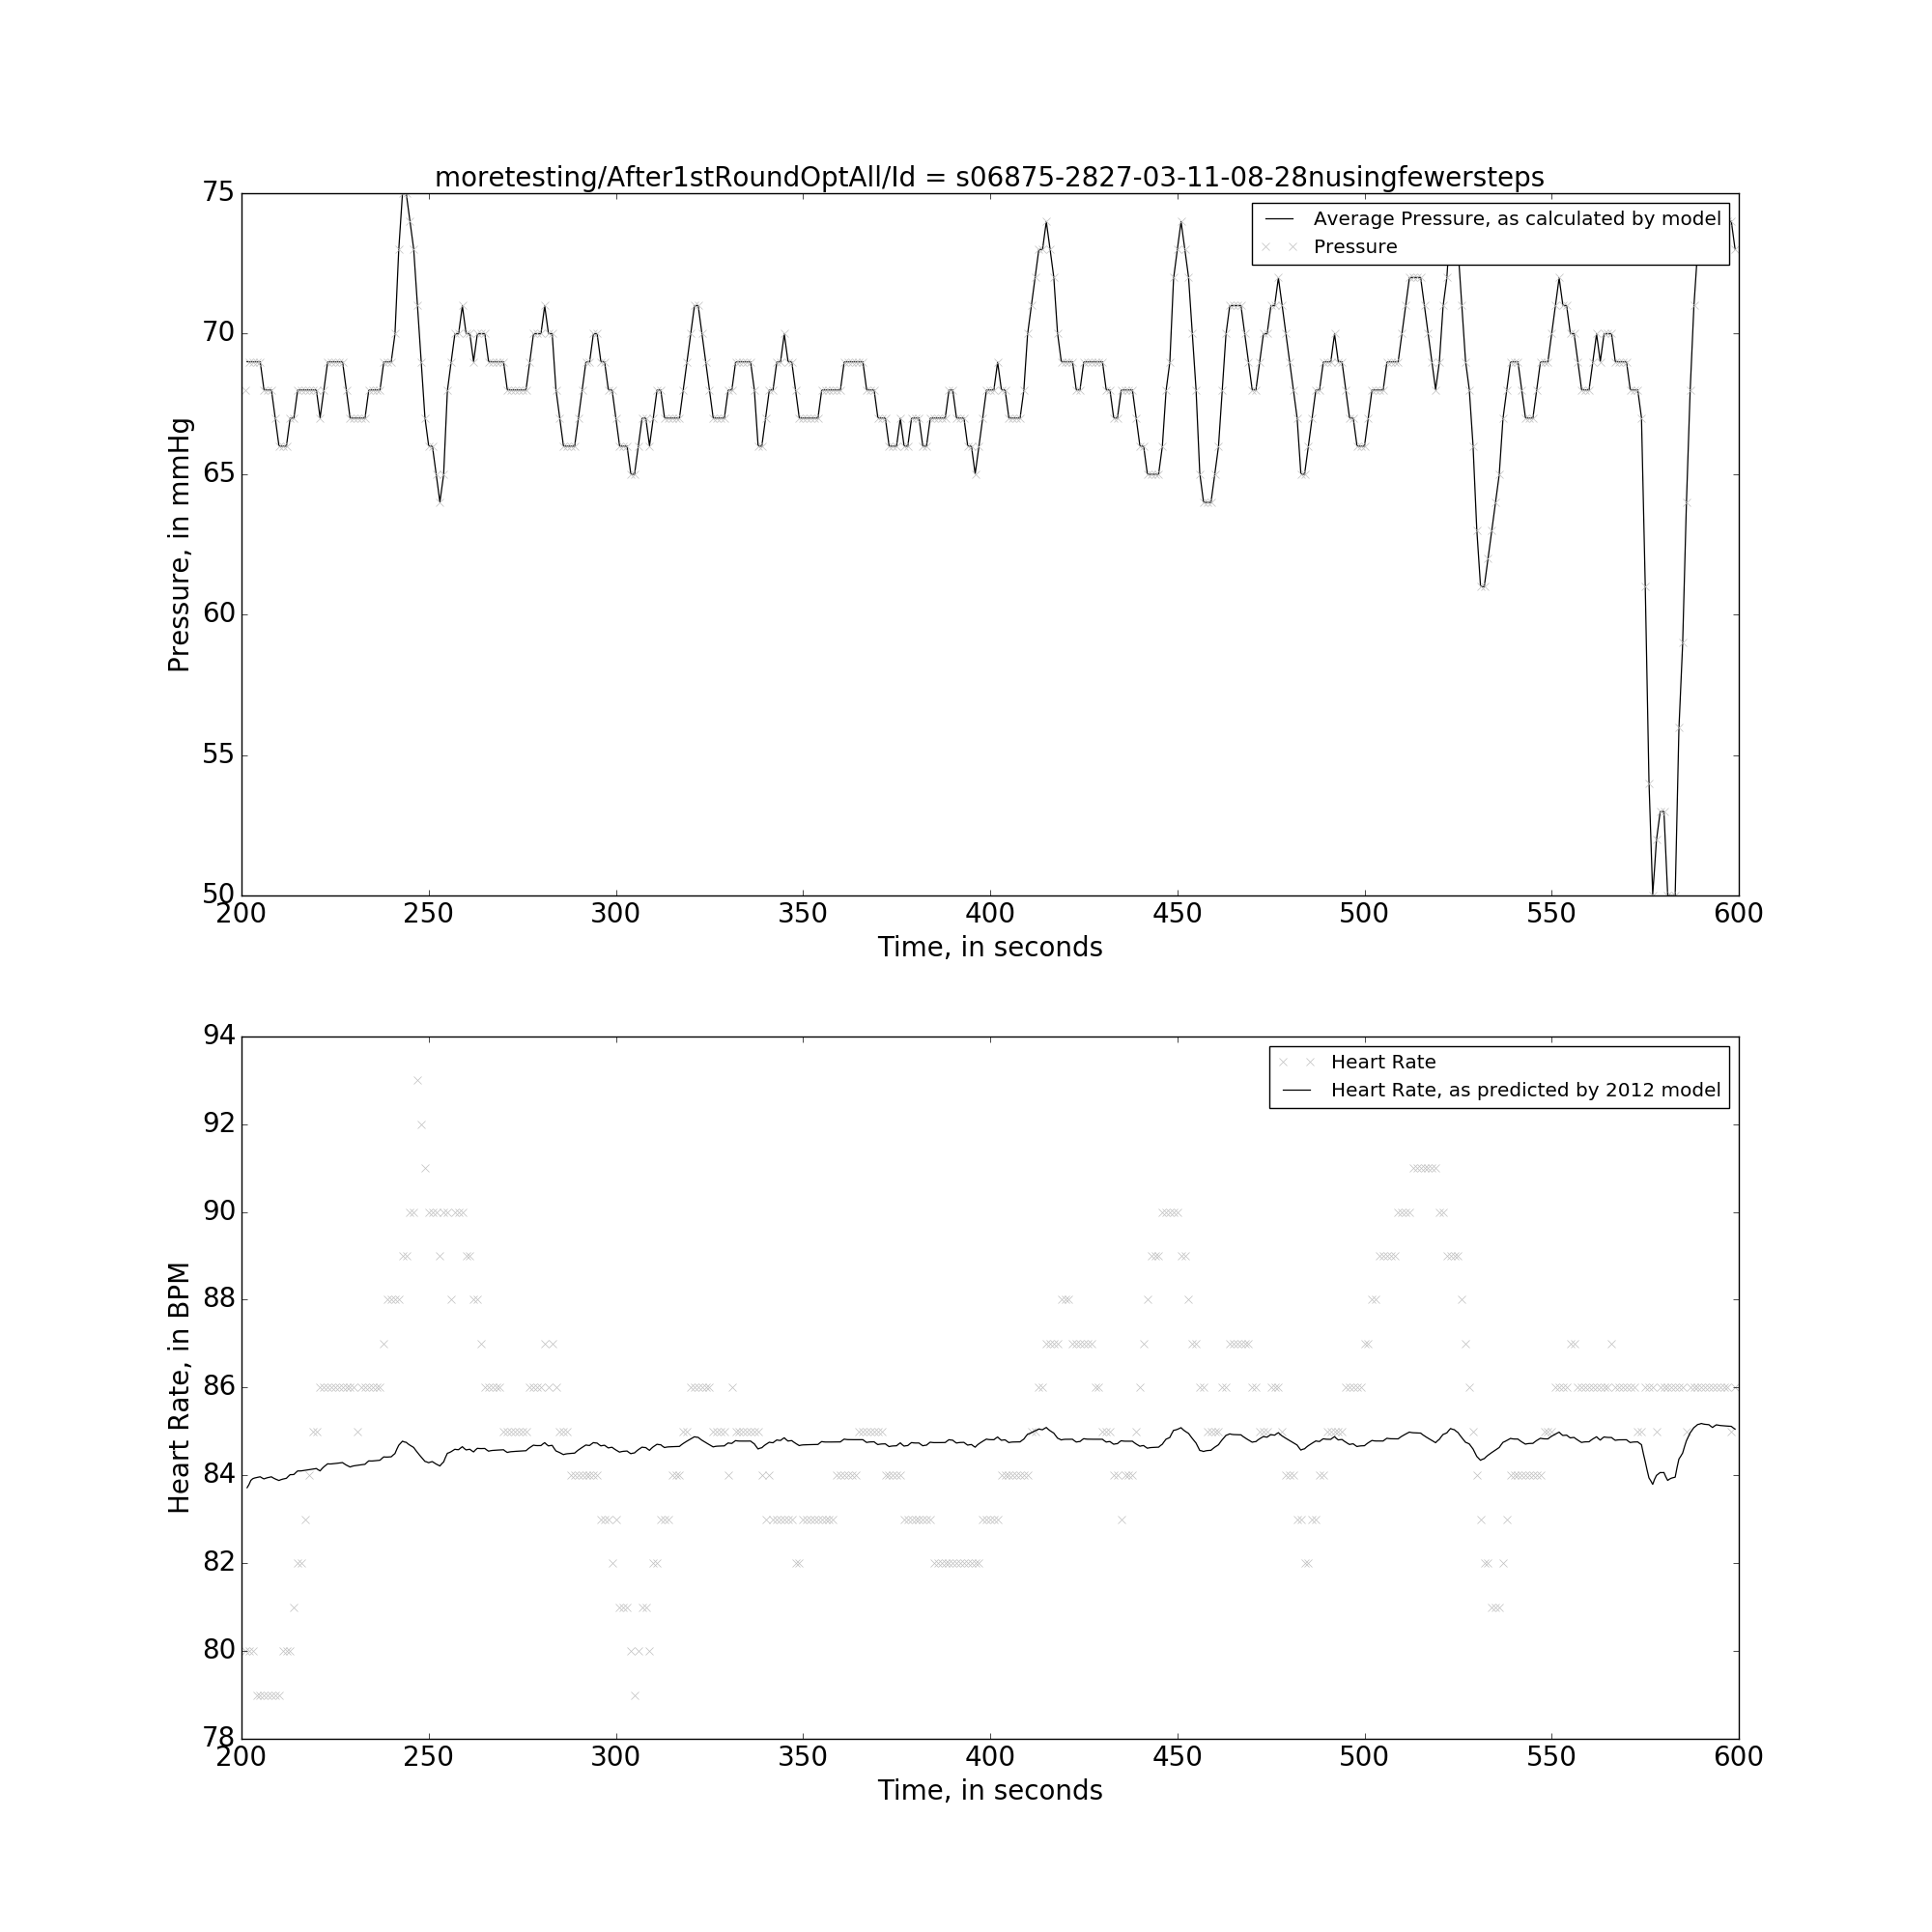 moretesting/After1stRoundOptAll/Id = s06875-2827-03-11-08-28nusingfewersteps
75
70
65
60
55
50
Pressure, in mmHg
Average Pressure, as calculated by model
Pressure
200 250 300 350 400 450 500 550 600
Time, in seconds
94
92
90
88
86
84
82
80
78
Heart Rate, in BPM
Heart Rate
Heart Rate, as predicted by 2012 model
200 250 300 350 400 450 500 550 600
Time, in seconds